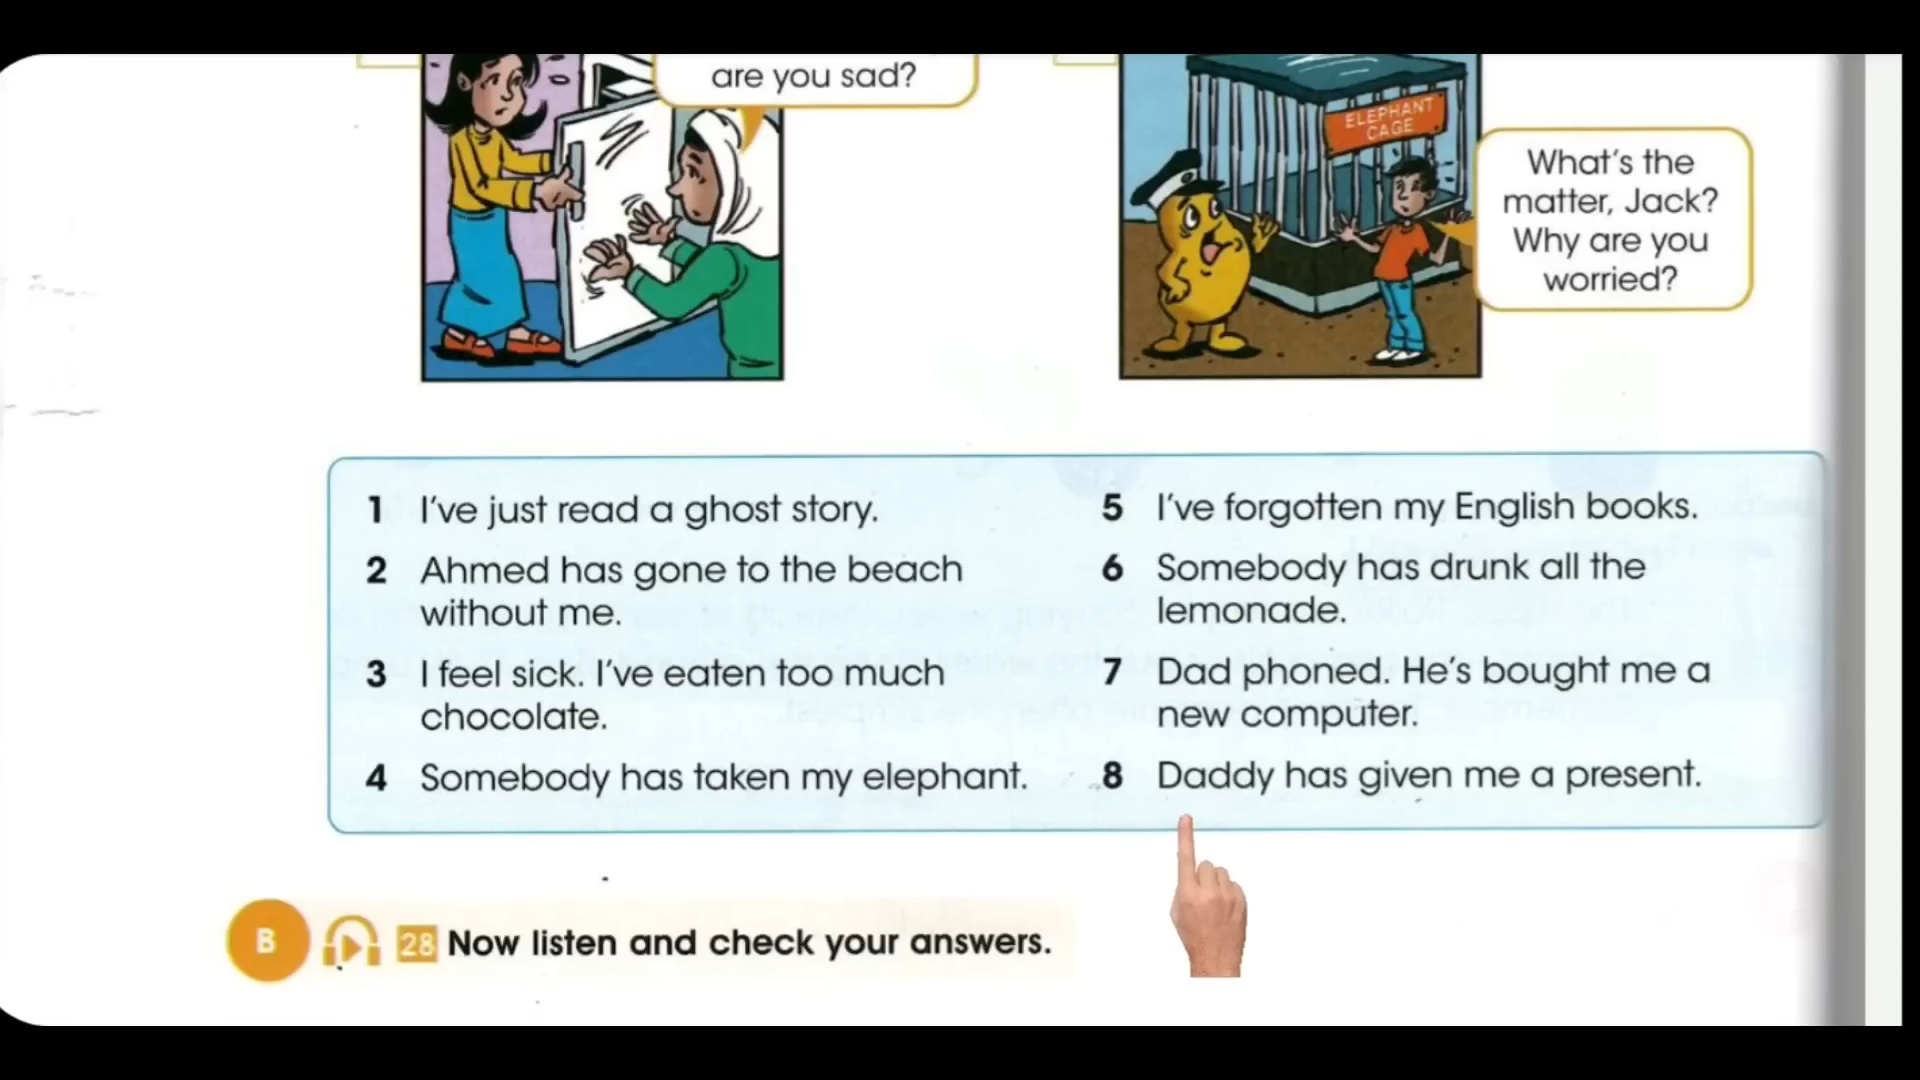 are you sad?
ELEPHANT
CAGE
What's the
matter, Jack?
Why are you
worried?
1 I've just read a ghost story.
2 Ahmed has gone to the beach
without me.
3 I feel sick. I've eaten too much
chocolate.
4 Somebody has taken my elephant.
5 I've forgotten my English books.
6 Somebody has drunk all the
lemonade.
7 Dad phoned. He's bought me a
new computer.
8 Daddy has given me a present.
B 28 Now listen and check your answers.